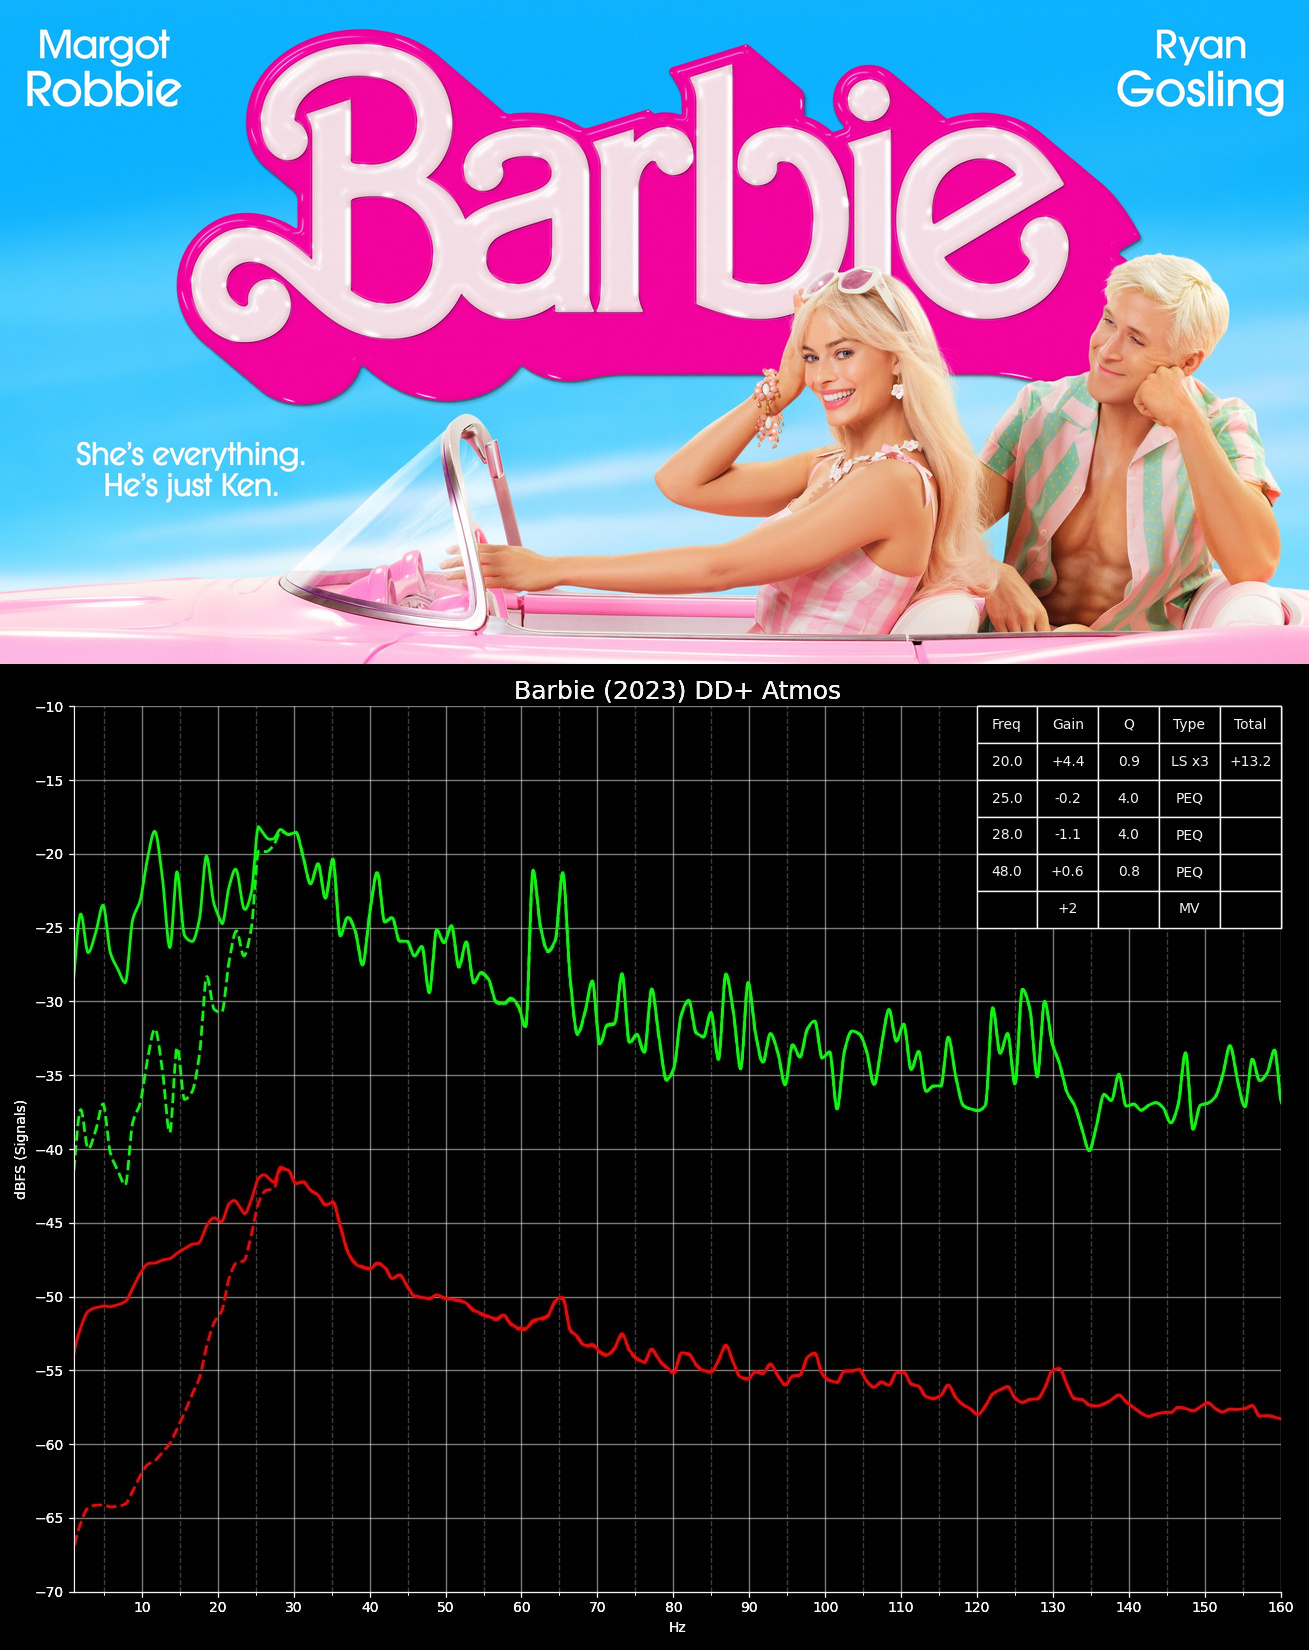 Margot
Robbie
Ryan
Gosling
Barbie
She's everything.
He's just Ken.
Barbie (2023) DD+ Atmos
Freq Gain Q Type Total
20.0 +4.4 0.9 LS x3 +13.2
25.0 -0.2 4.0 PEQ
28.0 -1.1 4.0 PEQ
48.0 +0.6 0.8 PEQ
+2 MV
dBFS (Signals)
−10
−15
−20
−25
−30
−35
−40
−45
−50
−55
−60
−65
−70
10 20 30 40 50 60 70 80 90 100 110 120 130 140 150 160
Hz